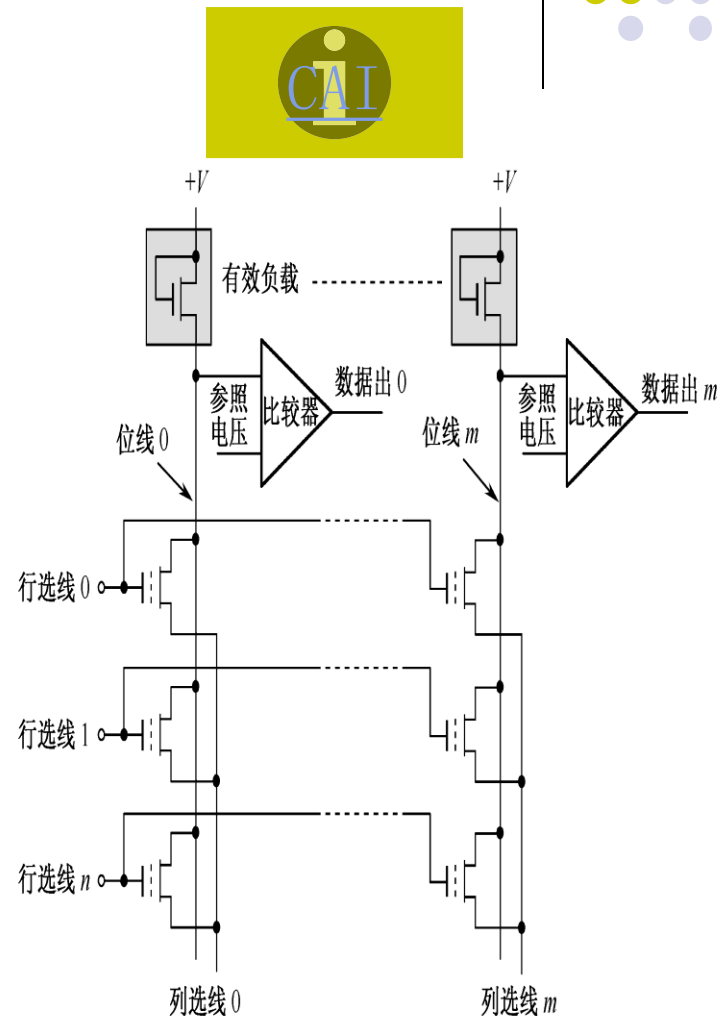 CAI
+V +V
有效负载
数据出 0 数据出 m
参照 比较器 参照 比较器
电压 电压
位线 0 位线 m
行选线 0
行选线 1
行选线 n
列选线 0 列选线 m